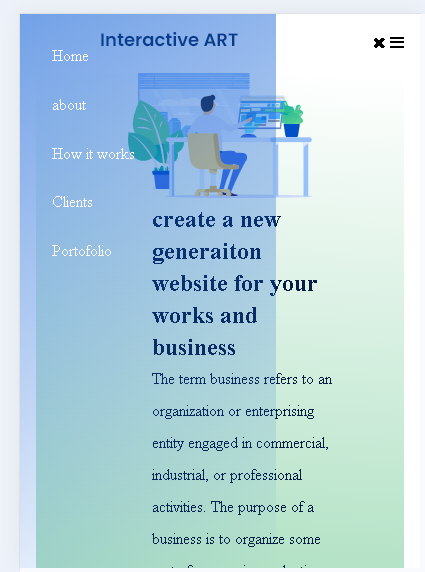 Interactive ART
Home
about
How it works
Clients
Portofolio
create a new
generaiton
website for your
works and
business
The term business refers to an
organization or enterprising
entity engaged in commercial,
industrial, or professional
activities. The purpose of a
business is to organize some